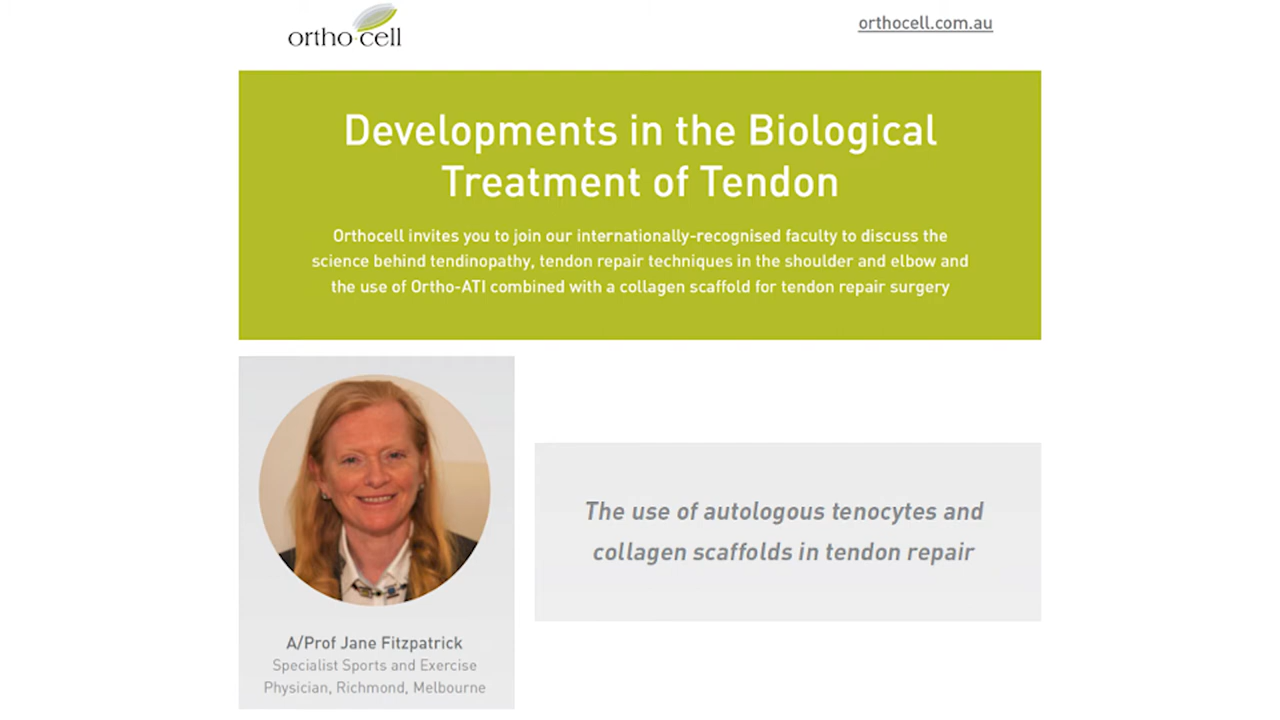 ortho·cell
orthocell.com.au
Developments in the Biological
Treatment of Tendon
Orthocell invites you to join our internationally-recognised faculty to discuss the
science behind tendinopathy, tendon repair techniques in the shoulder and elbow and
the use of Ortho-ATI combined with a collagen scaffold for tendon repair surgery
The use of autologous tenocytes and
collagen scaffolds in tendon repair
A/Prof Jane Fitzpatrick
Specialist Sports and Exercise
Physician, Richmond, Melbourne